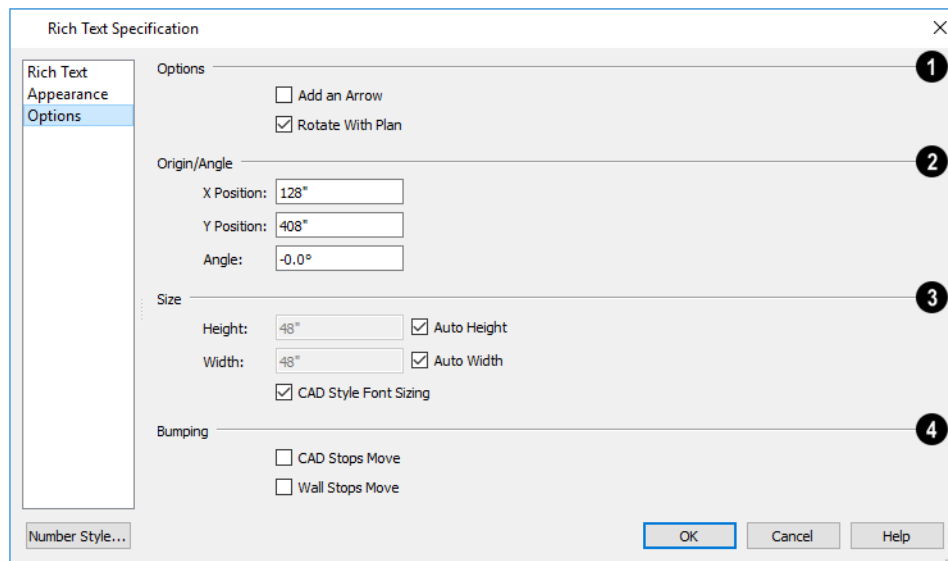 Rich Text Specification
Rich Text
Appearance
Options
Options 1
Add an Arrow
Rotate With Plan
Origin/Angle 2
X Position: 128"
Y Position: 408"
Angle: -0.0°
Size 3
Height: 48" Auto Height
Width: 48" Auto Width
CAD Style Font Sizing
Bumping 4
CAD Stops Move
Wall Stops Move
Number Style... OK Cancel Help